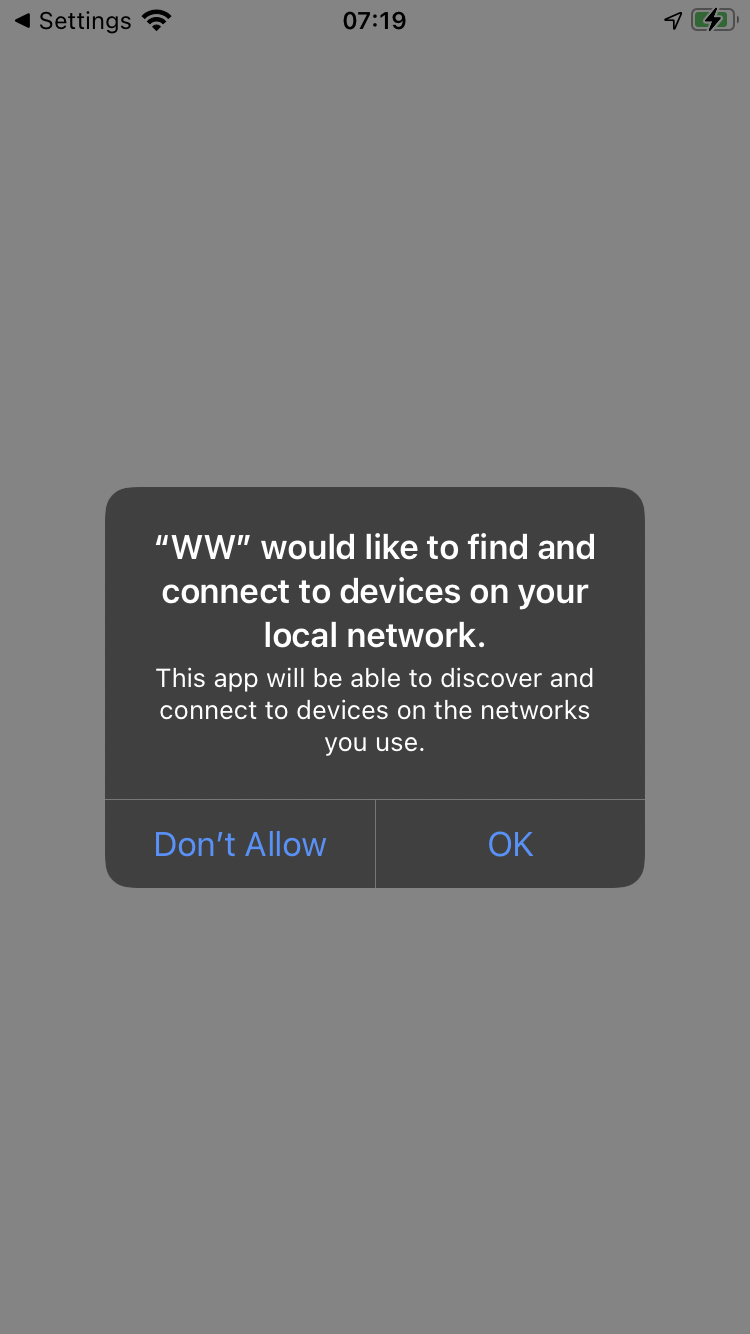 Settings
07:19
“WW” would like to find and
connect to devices on your
local network.
This app will be able to discover and
connect to devices on the networks
you use.
Don’t Allow
OK